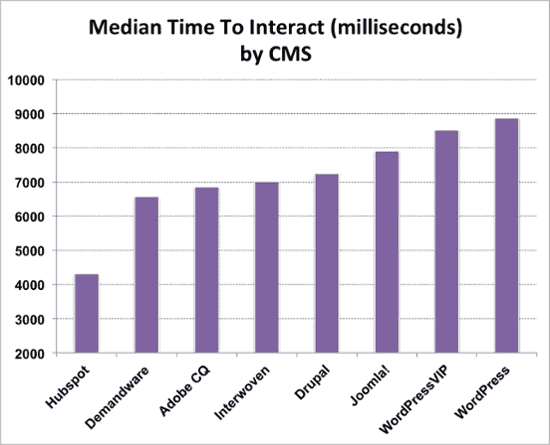 Median Time To Interact (milliseconds)
by CMS
10000
9000
8000
7000
6000
5000
4000
3000
2000
Hubspot
Demandware
Adobe CQ
Interwoven
Drupal
Joomla!
WordPressVIP
WordPress